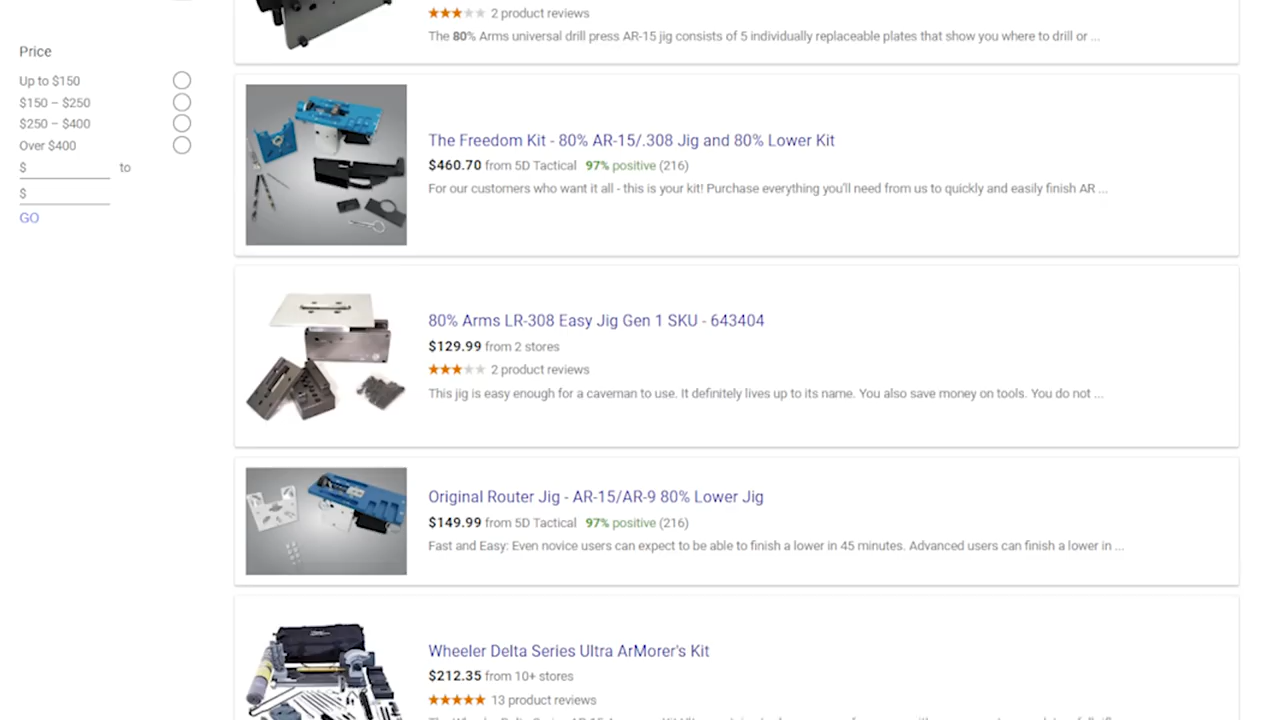 2 product reviews
The 80% Arms universal drill press AR-15 jig consists of 5 individually replaceable plates that show you where to drill or ...
Price
Up to $150
$150 – $250
$250 – $400
Over $400
$ to
$
GO
The Freedom Kit - 80% AR-15/.308 Jig and 80% Lower Kit
$460.70 from 5D Tactical 97% positive (216)
For our customers who want it all - this is your kit! Purchase everything you'll need from us to quickly and easily finish AR ...
80% Arms LR-308 Easy Jig Gen 1 SKU - 643404
$129.99 from 2 stores
2 product reviews
This jig is easy enough for a caveman to use. It definitely lives up to its name. You also save money on tools. You do not ...
Original Router Jig - AR-15/AR-9 80% Lower Jig
$149.99 from 5D Tactical 97% positive (216)
Fast and Easy: Even novice users can expect to be able to finish a lower in 45 minutes. Advanced users can finish a lower in ...
Wheeler Delta Series Ultra ArMorer's Kit
$212.35 from 10+ stores
13 product reviews